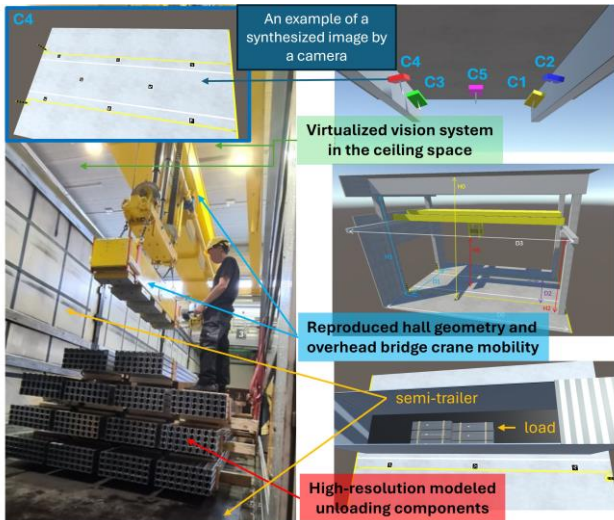 C4
An example of a
synthesized image by
a camera
C4
C3
C5
C2
C1
Virtualized vision system
in the ceiling space
D3
Reproduced hall geometry and
overhead bridge crane mobility
semi-trailer
load
High-resolution modeled
unloading components